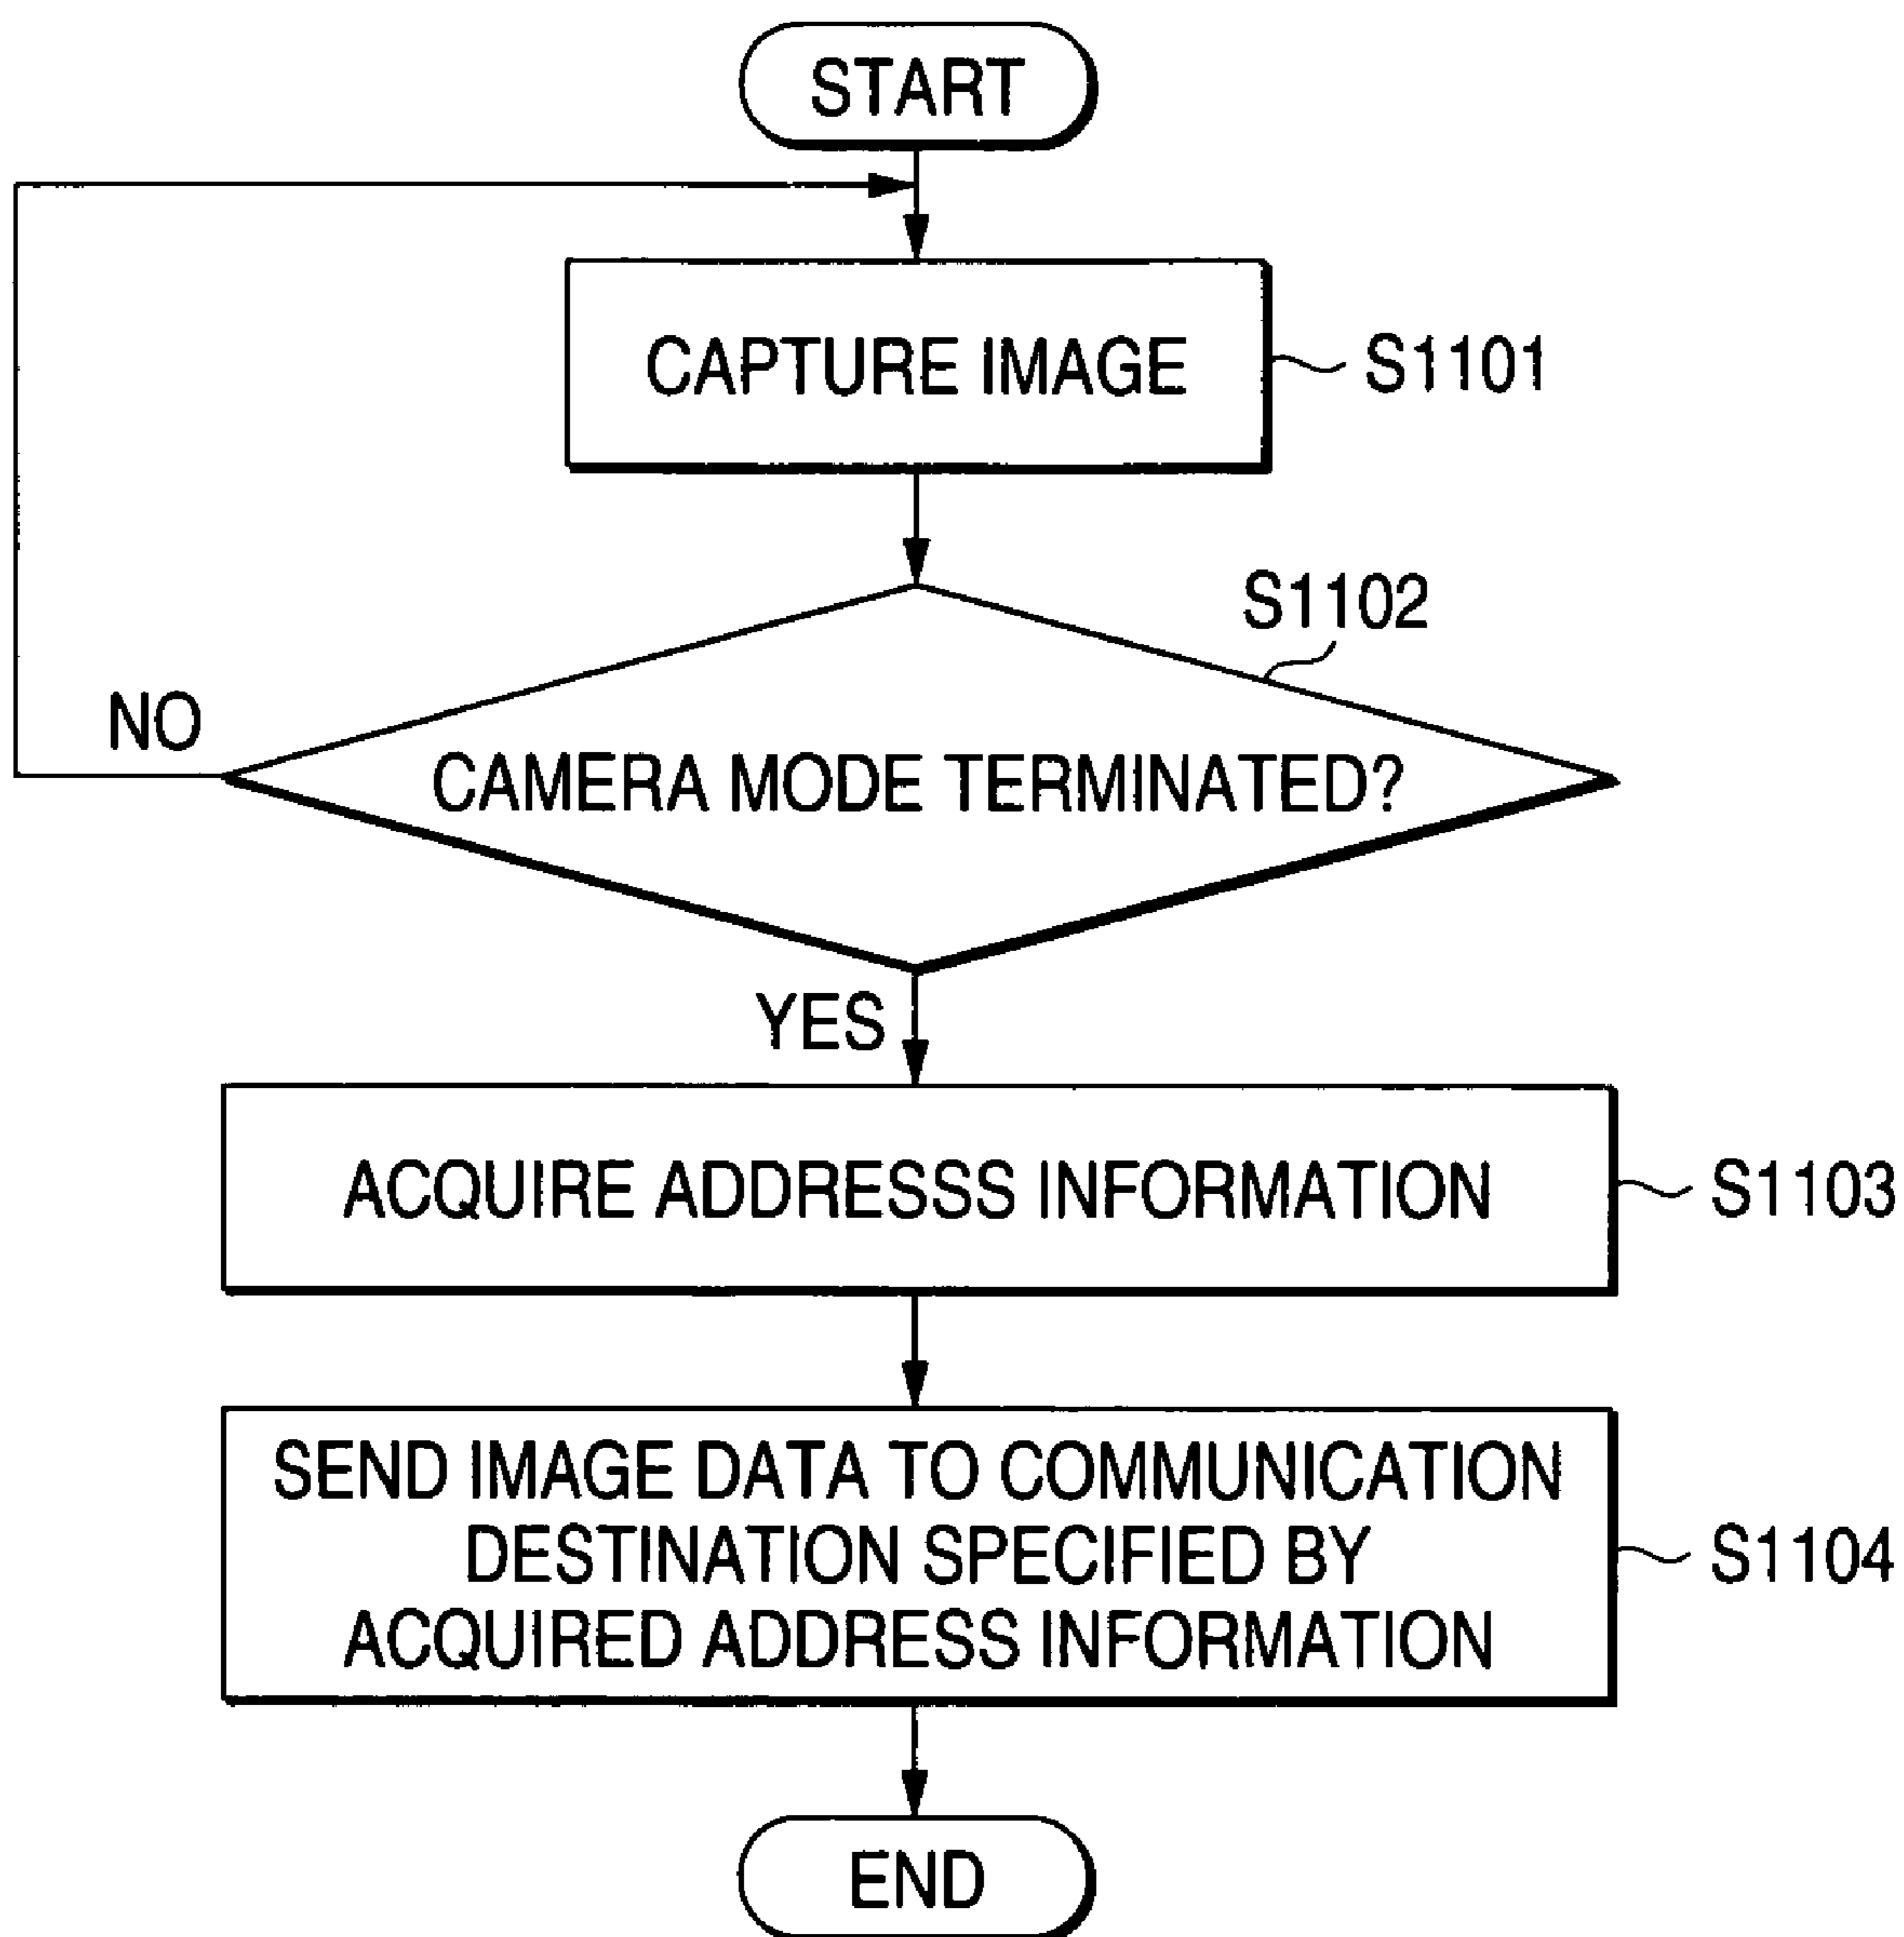 START
CAPTURE IMAGE
S1101
S1102
NO
CAMERA MODE TERMINATED?
YES
ACQUIRE ADDRESSS INFORMATION
S1103
SEND IMAGE DATA TO COMMUNICATION
DESTINATION SPECIFIED BY
S1104
ACQUIRED ADDRESS INFORMATION
END